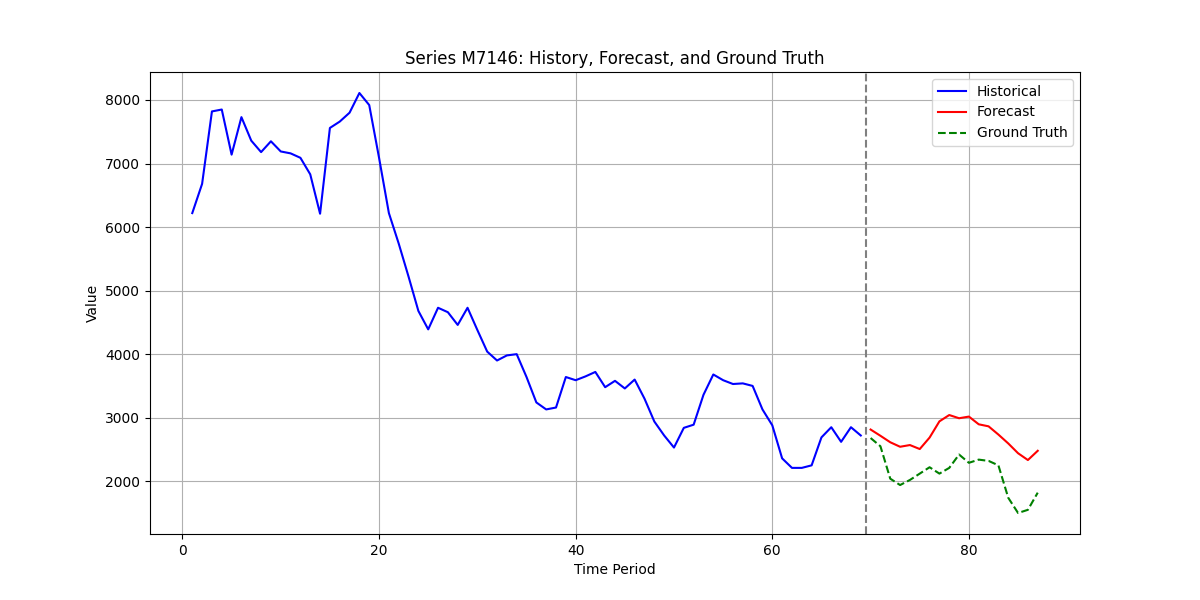 Series M7146: History, Forecast, and Ground Truth
Historical
Forecast
Ground Truth
Value
8000
7000
6000
5000
4000
3000
2000
0 20 40 60 80
Time Period